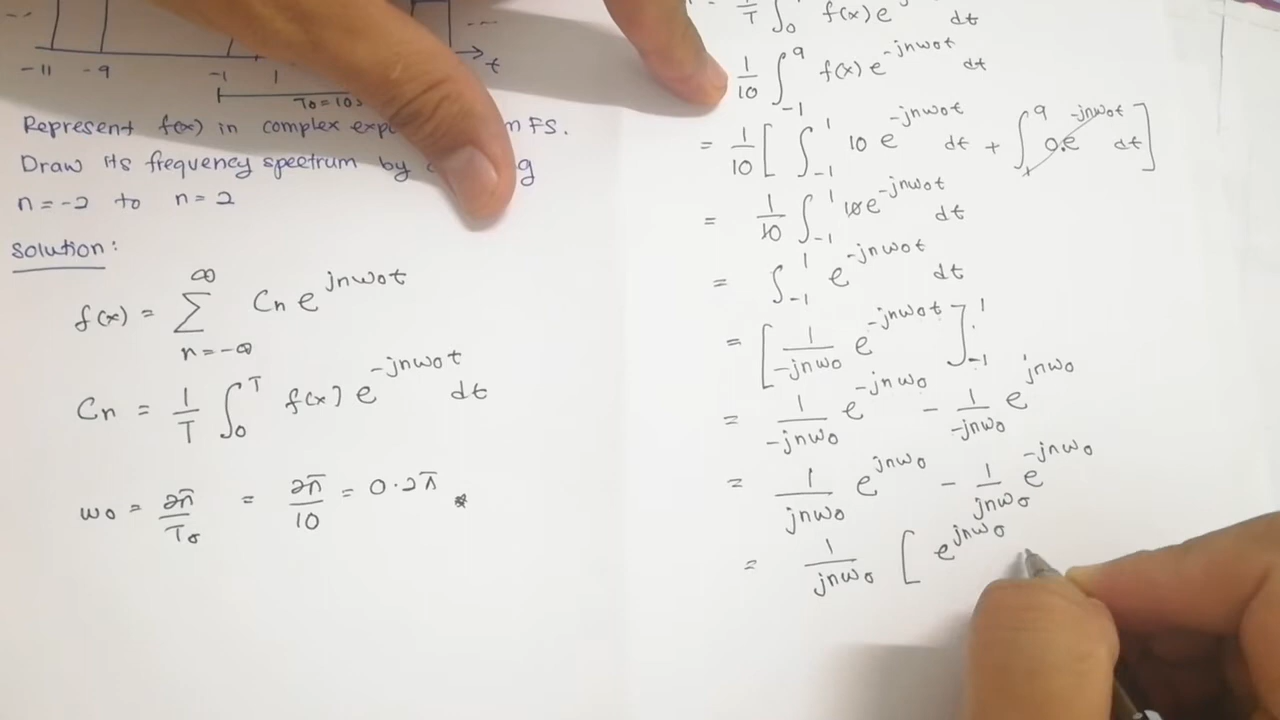 -11 -9 -1 1 t
T₀ = 10s
Represent f(x) in complex FS.
Draw its frequency spectrum by
n = -2 to n = 2
solution :
f(x) = ∑_{n=-∞}^{∞} Cn e^{jnω₀t}
Cn = 1/T ∫₀^T f(x) e^{-jnω₀t} dt
ω₀ = 2π/T₀ = 2π/10 = 0.2π
1/T ∫₀ f(x) e dt
1/10 ∫_{-1}^{9} f(x) e^{-jnω₀t} dt
= 1/10 [ ∫_{-1}^{1} 10 e^{-jnω₀t} dt + ∫_{1}^{9} 0.e^{-jnω₀t} dt ]
= 1/10 ∫_{-1}^{1} 10e^{-jnω₀t} dt
= ∫_{-1}^{1} e^{-jnω₀t} dt
= [ 1/-jnω₀ e^{-jnω₀t} ]_{-1}^{1}
= 1/-jnω₀ e^{-jnω₀} - 1/-jnω₀ e^{jnω₀}
= 1/jnω₀ e^{jnω₀} - 1/jnω₀ e^{-jnω₀}
= 1/jnω₀ [ e^{jnω₀}